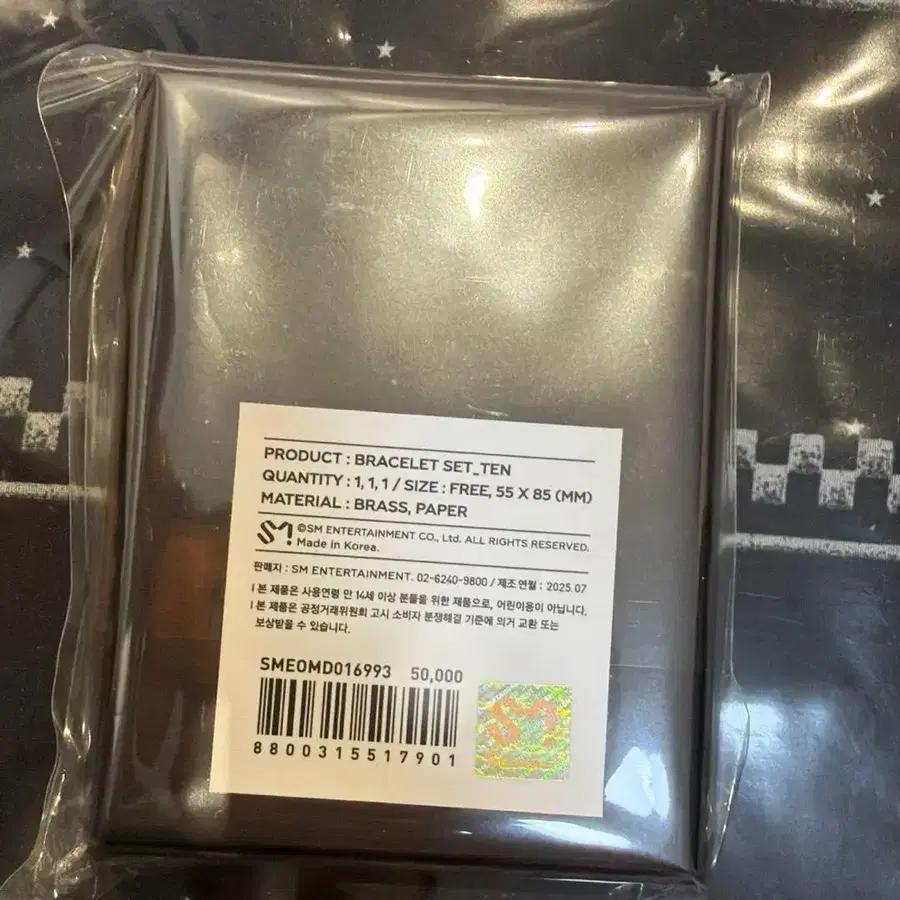 PRODUCT : BRACELET SET_TEN
QUANTITY : 1, 1, 1 / SIZE : FREE, 55 X 85 (MM)
MATERIAL : BRASS, PAPER
SM ©SM ENTERTAINMENT CO., Ltd. ALL RIGHTS RESERVED.
Made in Korea.
판매자 : SM ENTERTAINMENT. 02-6240-9800 / 제조연월 : 2025.07
l 본 제품은 사용연령 만 14세 이상 분들을 위한 제품으로, 어린이용이 아닙니다.
l 본 제품은 공정거래위원회 고시 소비자 분쟁해결 기준에 의거 교환 또는
보상받을 수 있습니다.
SMEOMD016993 50,000
8800315517901
SM